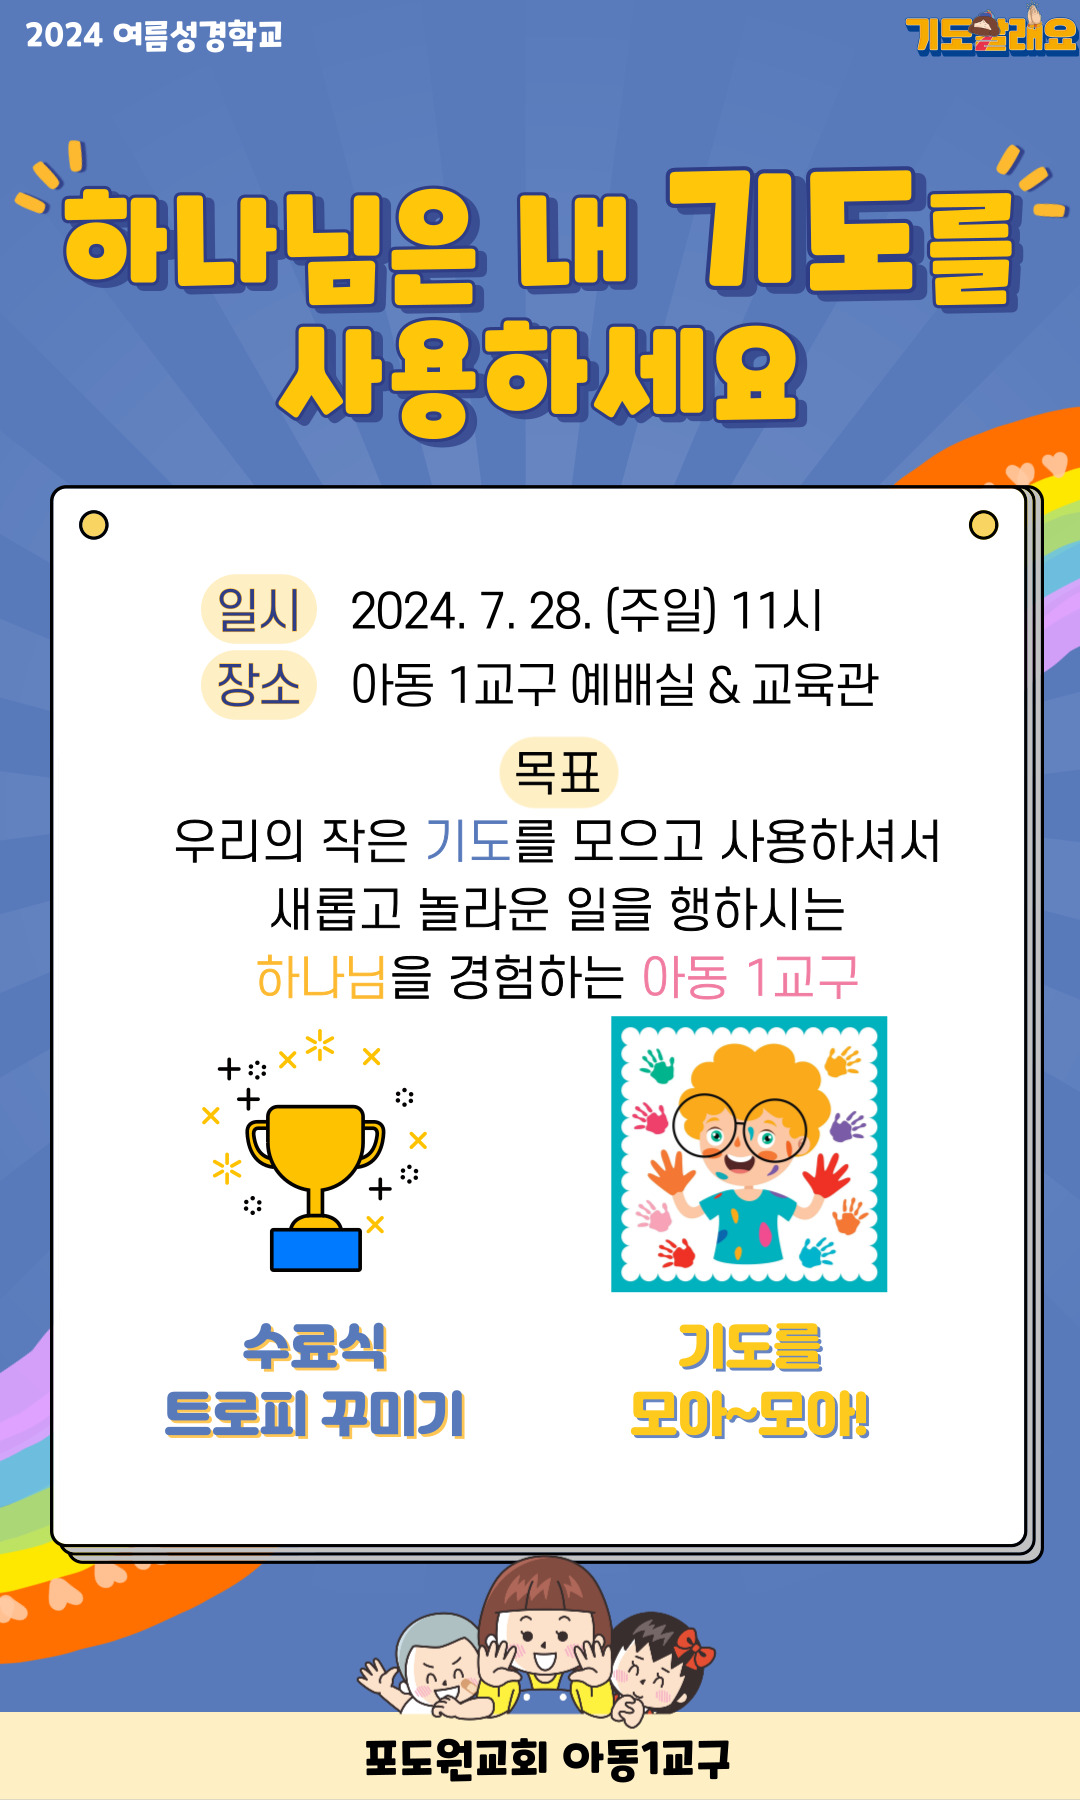 2024 여름성경학교
기도할래요
하나님은 내 기도를
사용하세요
일시 2024. 7. 28. (주일) 11시
장소 아동 1교구 예배실 & 교육관
목표
우리의 작은 기도를 모으고 사용하셔서
새롭고 놀라운 일을 행하시는
하나님을 경험하는 아동 1교구
수료식
트로피 꾸미기
기도를
모아~모아!
포도원교회 아동1교구